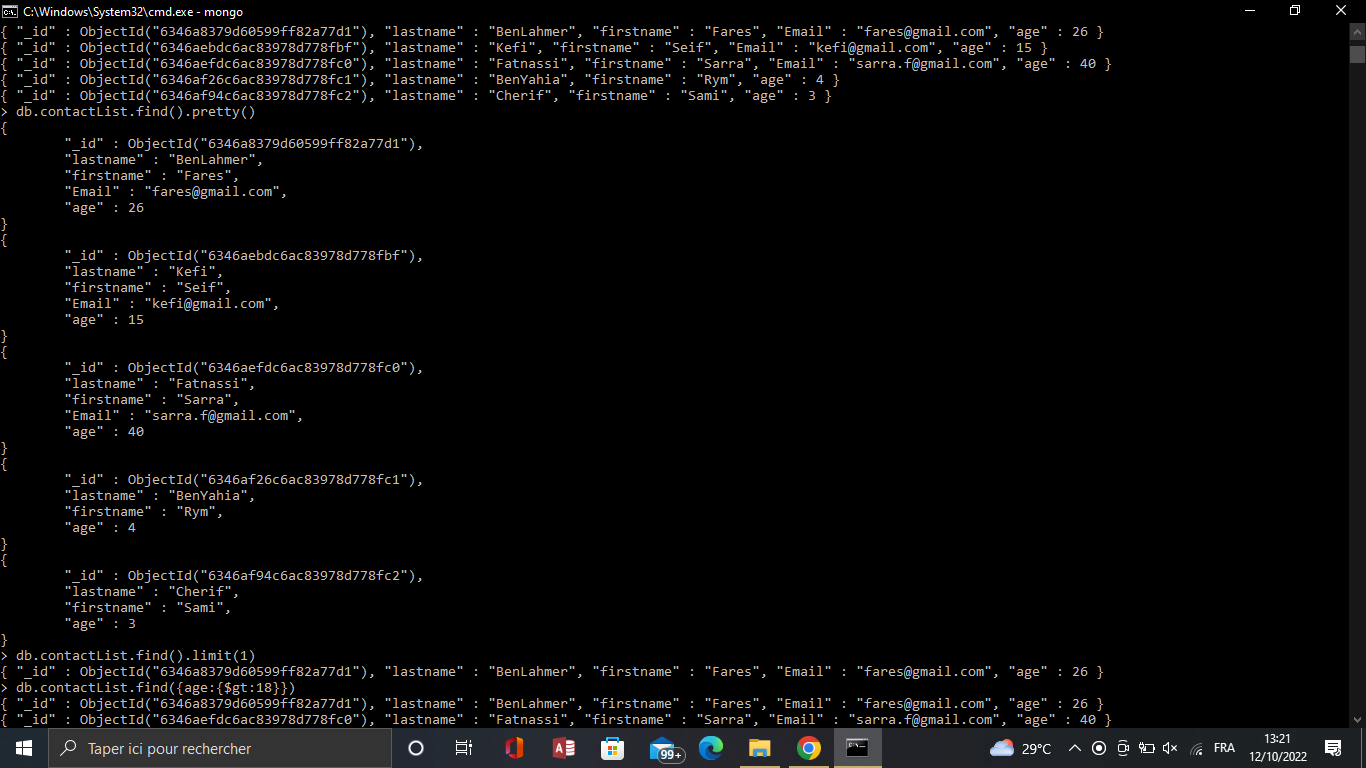 C:\Windows\System32\cmd.exe - mongo
{ "_id" : ObjectId("6346a8379d60599ff82a77d1"), "lastname" : "BenLahmer", "firstname" : "Fares", "Email" : "fares@gmail.com", "age" : 26 }
{ "_id" : ObjectId("6346aebdc6ac83978d778fbf"), "lastname" : "Kefi", "firstname" : "Seif", "Email" : "kefi@gmail.com", "age" : 15 }
{ "_id" : ObjectId("6346aefdc6ac83978d778fc0"), "lastname" : "Fatnassi", "firstname" : "Sarra", "Email" : "sarra.f@gmail.com", "age" : 40 }
{ "_id" : ObjectId("6346af26c6ac83978d778fc1"), "lastname" : "BenYahia", "firstname" : "Rym", "age" : 4 }
{ "_id" : ObjectId("6346af94c6ac83978d778fc2"), "lastname" : "Cherif", "firstname" : "Sami", "age" : 3 }
> db.contactList.find().pretty()
{
"_id" : ObjectId("6346a8379d60599ff82a77d1"),
"lastname" : "BenLahmer",
"firstname" : "Fares",
"Email" : "fares@gmail.com",
"age" : 26
}
{
"_id" : ObjectId("6346aebdc6ac83978d778fbf"),
"lastname" : "Kefi",
"firstname" : "Seif",
"Email" : "kefi@gmail.com",
"age" : 15
}
{
"_id" : ObjectId("6346aefdc6ac83978d778fc0"),
"lastname" : "Fatnassi",
"firstname" : "Sarra",
"Email" : "sarra.f@gmail.com",
"age" : 40
}
{
"_id" : ObjectId("6346af26c6ac83978d778fc1"),
"lastname" : "BenYahia",
"firstname" : "Rym",
"age" : 4
}
{
"_id" : ObjectId("6346af94c6ac83978d778fc2"),
"lastname" : "Cherif",
"firstname" : "Sami",
"age" : 3
}
> db.contactList.find().limit(1)
{ "_id" : ObjectId("6346a8379d60599ff82a77d1"), "lastname" : "BenLahmer", "firstname" : "Fares", "Email" : "fares@gmail.com", "age" : 26 }
> db.contactList.find({age:{$gt:18}})
{ "_id" : ObjectId("6346a8379d60599ff82a77d1"), "lastname" : "BenLahmer", "firstname" : "Fares", "Email" : "fares@gmail.com", "age" : 26 }
{ "_id" : ObjectId("6346aefdc6ac83978d778fc0"), "lastname" : "Fatnassi", "firstname" : "Sarra", "Email" : "sarra.f@gmail.com", "age" : 40 }
Taper ici pour rechercher
99+
29°C
FRA
13:21
12/10/2022